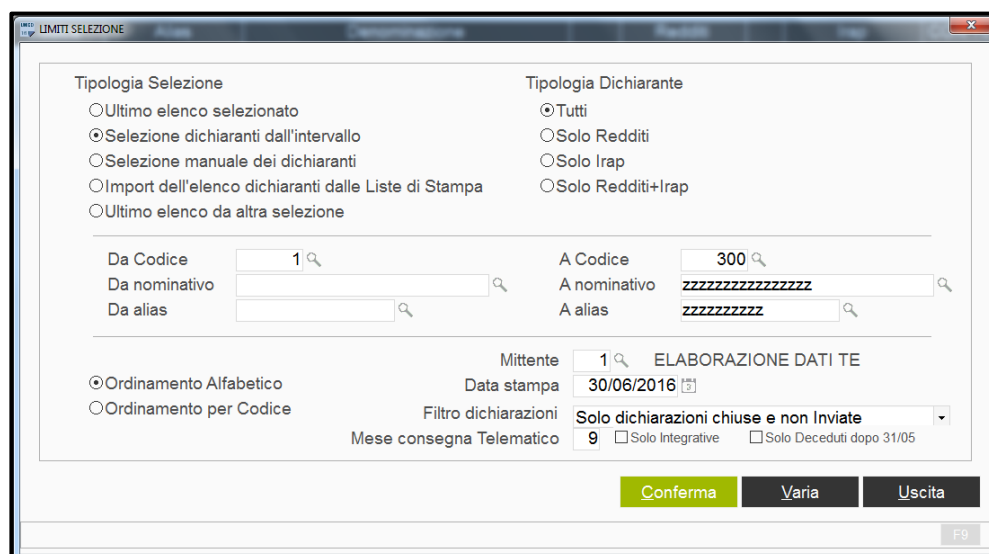 LIMITI SELEZIONE Alias Denominazione Redditi Irap
Tipologia Selezione Tipologia Dichiarante
Ultimo elenco selezionato Tutti
Selezione dichiaranti dall'intervallo Solo Redditi
Selezione manuale dei dichiaranti Solo Irap
Import dell'elenco dichiaranti dalle Liste di Stampa Solo Redditi+Irap
Ultimo elenco da altra selezione
Da Codice 1 A Codice 300
Da nominativo A nominativo zzzzzzzzzzzzzzzz
Da alias A alias zzzzzzzzzz
Mittente 1 ELABORAZIONE DATI TE
Ordinamento Alfabetico Data stampa 30/06/2016
Ordinamento per Codice Filtro dichiarazioni Solo dichiarazioni chiuse e non Inviate
Mese consegna Telematico 9 Solo Integrative Solo Deceduti dopo 31/05
Conferma Varia Uscita
F9